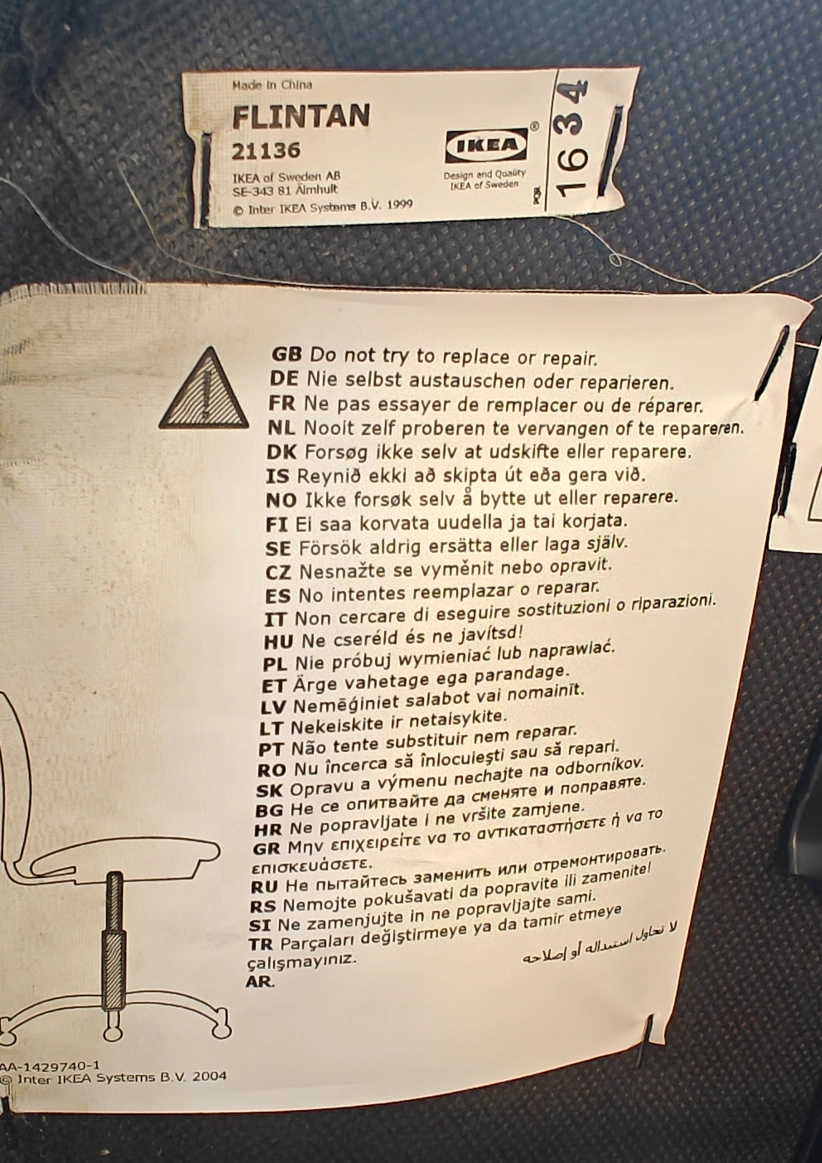 Made in China
FLINTAN
21136
IKEA of Sweden AB
SE-343 81 Älmhult
© Inter IKEA Systems B.V. 1999
IKEA®
Design and Quality
IKEA of Sweden
1634
GB Do not try to replace or repair.
DE Nie selbst austauschen oder reparieren.
FR Ne pas essayer de remplacer ou de réparer.
NL Nooit zelf proberen te vervangen of te repareren.
DK Forsøg ikke selv at udskifte eller reparere.
IS Reynið ekki að skipta út eða gera við.
NO Ikke forsøk selv å bytte ut eller reparere.
FI Ei saa korvata uudella ja tai korjata.
SE Försök aldrig ersätta eller laga själv.
CZ Nesnažte se vyměnit nebo opravit.
ES No intentes reemplazar o reparar.
IT Non cercare di eseguire sostituzioni o riparazioni.
HU Ne cseréld és ne javítsd!
PL Nie próbuj wymieniać lub naprawiać.
ET Ärge vahetage ega parandage.
LV Nemēģiniet salabot vai nomainīt.
LT Nekeiskite ir netaisykite.
PT Não tente substituir nem reparar.
RO Nu încerca să înlocuieşti sau să repari.
SK Opravu a výmenu nechajte na odborníkov.
BG Не се опитвайте да сменяте и поправяте.
HR Ne popravljate i ne vršite zamjene.
GR Μην επιχειρείτε να το αντικαταστήσετε ή να το
επισκευάσετε.
RU Не пытайтесь заменить или отремонтировать.
RS Nemojte pokušavati da popravite ili zamenite!
SI Ne zamenjujte in ne popravljajte sami.
TR Parçaları değiştirmeye ya da tamir etmeye
çalışmayınız.
لا تحاول استبداله أو إصلاحه
AR.
AA-1429740-1
© Inter IKEA Systems B.V. 2004